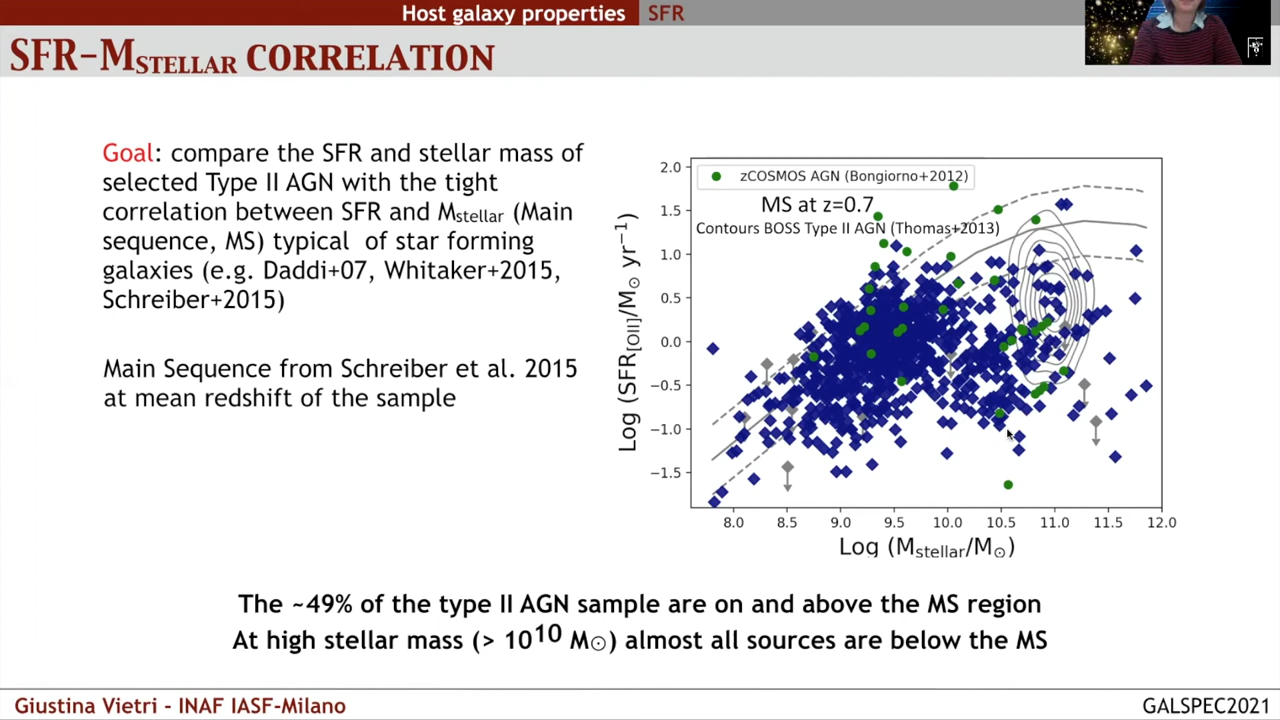 Host galaxy properties SFR
SFR-MSTELLAR CORRELATION
Goal: compare the SFR and stellar mass of
selected Type II AGN with the tight
correlation between SFR and Mstellar (Main
sequence, MS) typical of star forming
galaxies (e.g. Daddi+07, Whitaker+2015,
Schreiber+2015)
Main Sequence from Schreiber et al. 2015
at mean redshift of the sample
zCOSMOS AGN (Bongiorno+2012)
MS at z=0.7
Contours BOSS Type II AGN (Thomas+2013)
Log (SFR[OII]/M⊙ yr⁻¹)
2.0
1.5
1.0
0.5
0.0
−0.5
−1.0
−1.5
8.0 8.5 9.0 9.5 10.0 10.5 11.0 11.5 12.0
Log (Mstellar/M⊙)
The ~49% of the type II AGN sample are on and above the MS region
At high stellar mass (> 10¹⁰ M⊙) almost all sources are below the MS
Giustina Vietri - INAF IASF-Milano
GALSPEC2021